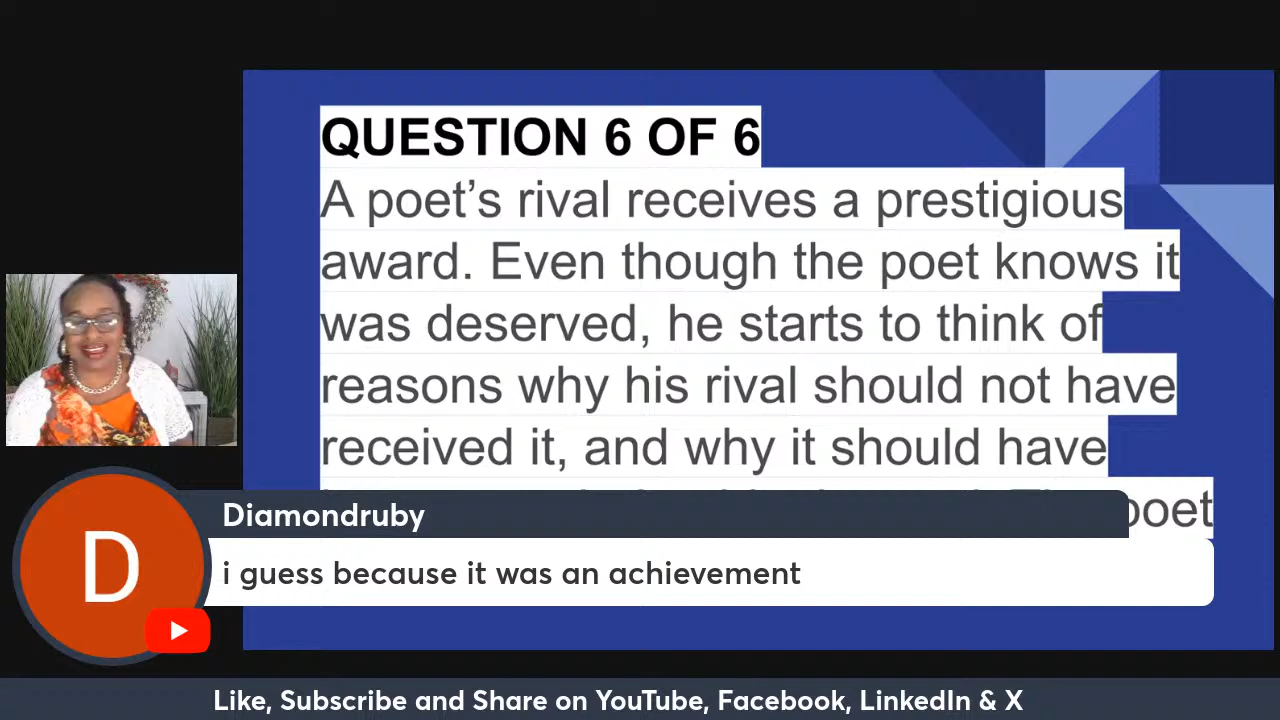 QUESTION 6 OF 6
A poet’s rival receives a prestigious
award. Even though the poet knows it
was deserved, he starts to think of
reasons why his rival should not have
received it, and why it should have
poet
Diamondruby
D
i guess because it was an achievement
Like, Subscribe and Share on YouTube, Facebook, LinkedIn & X